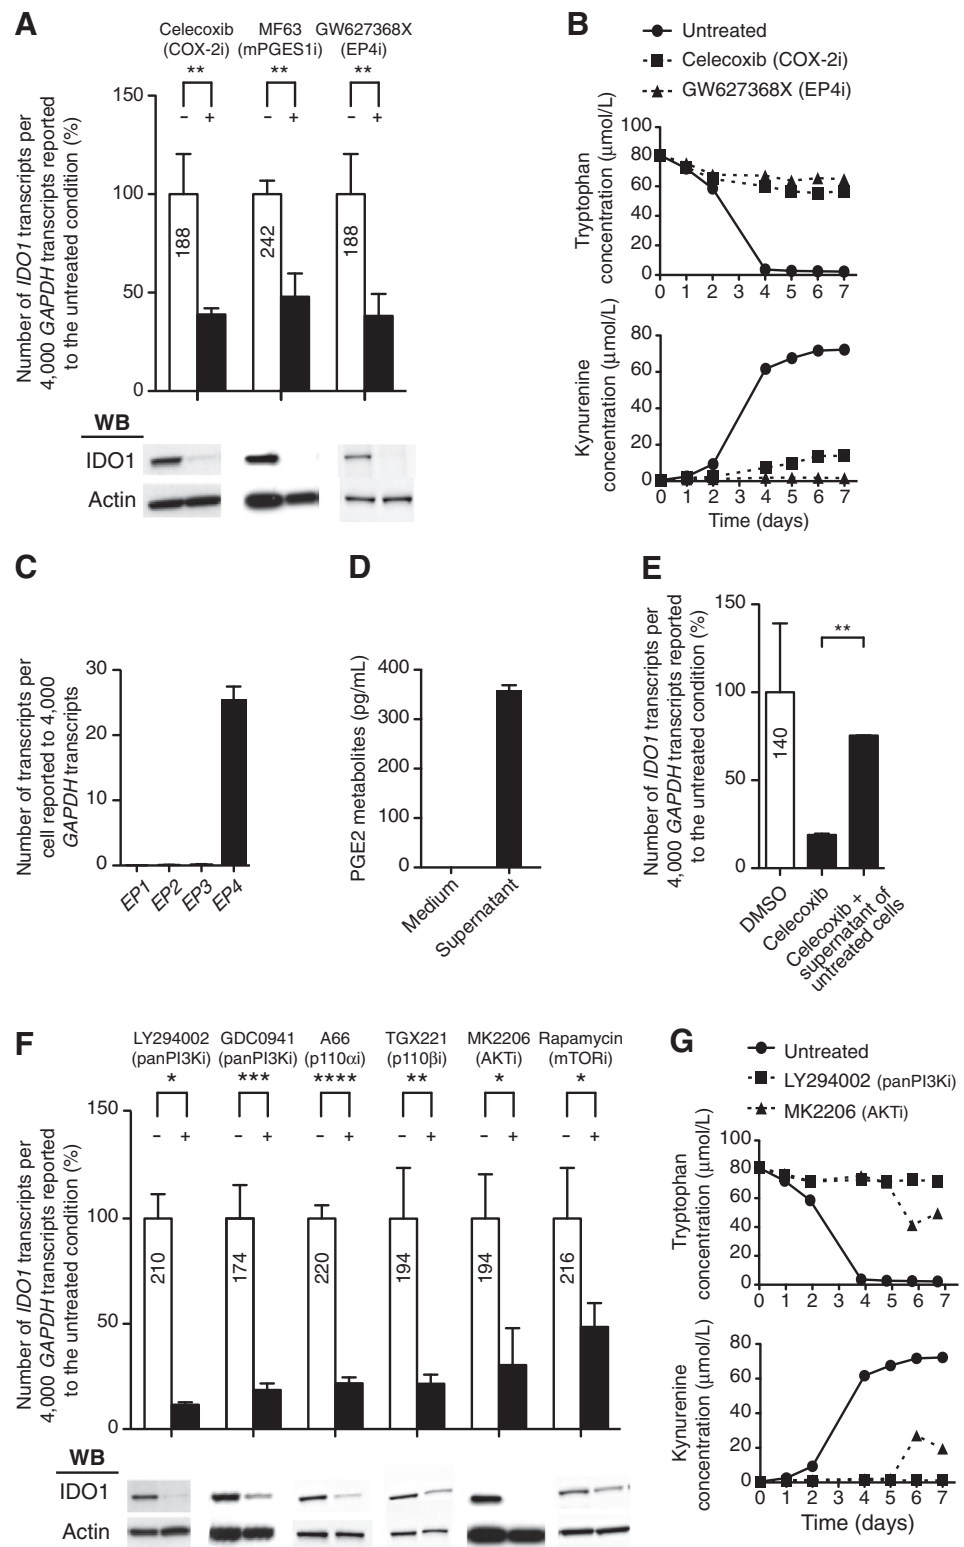 A
Celecoxib MF63 GW627368X
(COX-2i) (mPGES1i) (EP4i)
** ** **
- + - + - +
Number of IDO1 transcripts per
4,000 GAPDH transcripts reported
to the untreated condition (%)
150
100
50
0
188
242
188
WB
IDO1
Actin
B
Untreated
Celecoxib (COX-2i)
GW627368X (EP4i)
Tryptophan
concentration (μmol/L)
100
80
60
40
20
0
0 1 2 3 4 5 6 7
Kynurenine
concentration (μmol/L)
80
60
40
20
0
0 1 2 3 4 5 6 7
Time (days)
C
Number of transcripts per
cell reported to 4,000
GAPDH transcripts
30
20
10
0
EP1
EP2
EP3
EP4
D
PGE2 metabolites (pg/mL)
400
300
200
100
0
Medium
Supernatant
E
Number of IDO1 transcripts per
4,000 GAPDH transcripts reported
to the untreated condition (%)
150
100
50
0
**
140
DMSO
Celecoxib
Celecoxib +
supernatant of
untreated cells
F
LY294002 GDC0941 A66 TGX221 MK2206 Rapamycin
(panPI3Ki) (panPI3Ki) (p110αi) (p110βi) (AKTi) (mTORi)
* *** **** ** * *
- + - + - + - + - + - +
Number of IDO1 transcripts per
4,000 GAPDH transcripts reported
to the untreated condition (%)
150
100
50
0
210
174
220
194
194
216
WB
IDO1
Actin
G
Untreated
LY294002 (panPI3Ki)
MK2206 (AKTi)
Tryptophan
concentration (μmol/L)
100
80
60
40
20
0
0 1 2 3 4 5 6 7
Kynurenine
concentration (μmol/L)
80
60
40
20
0
0 1 2 3 4 5 6 7
Time (days)